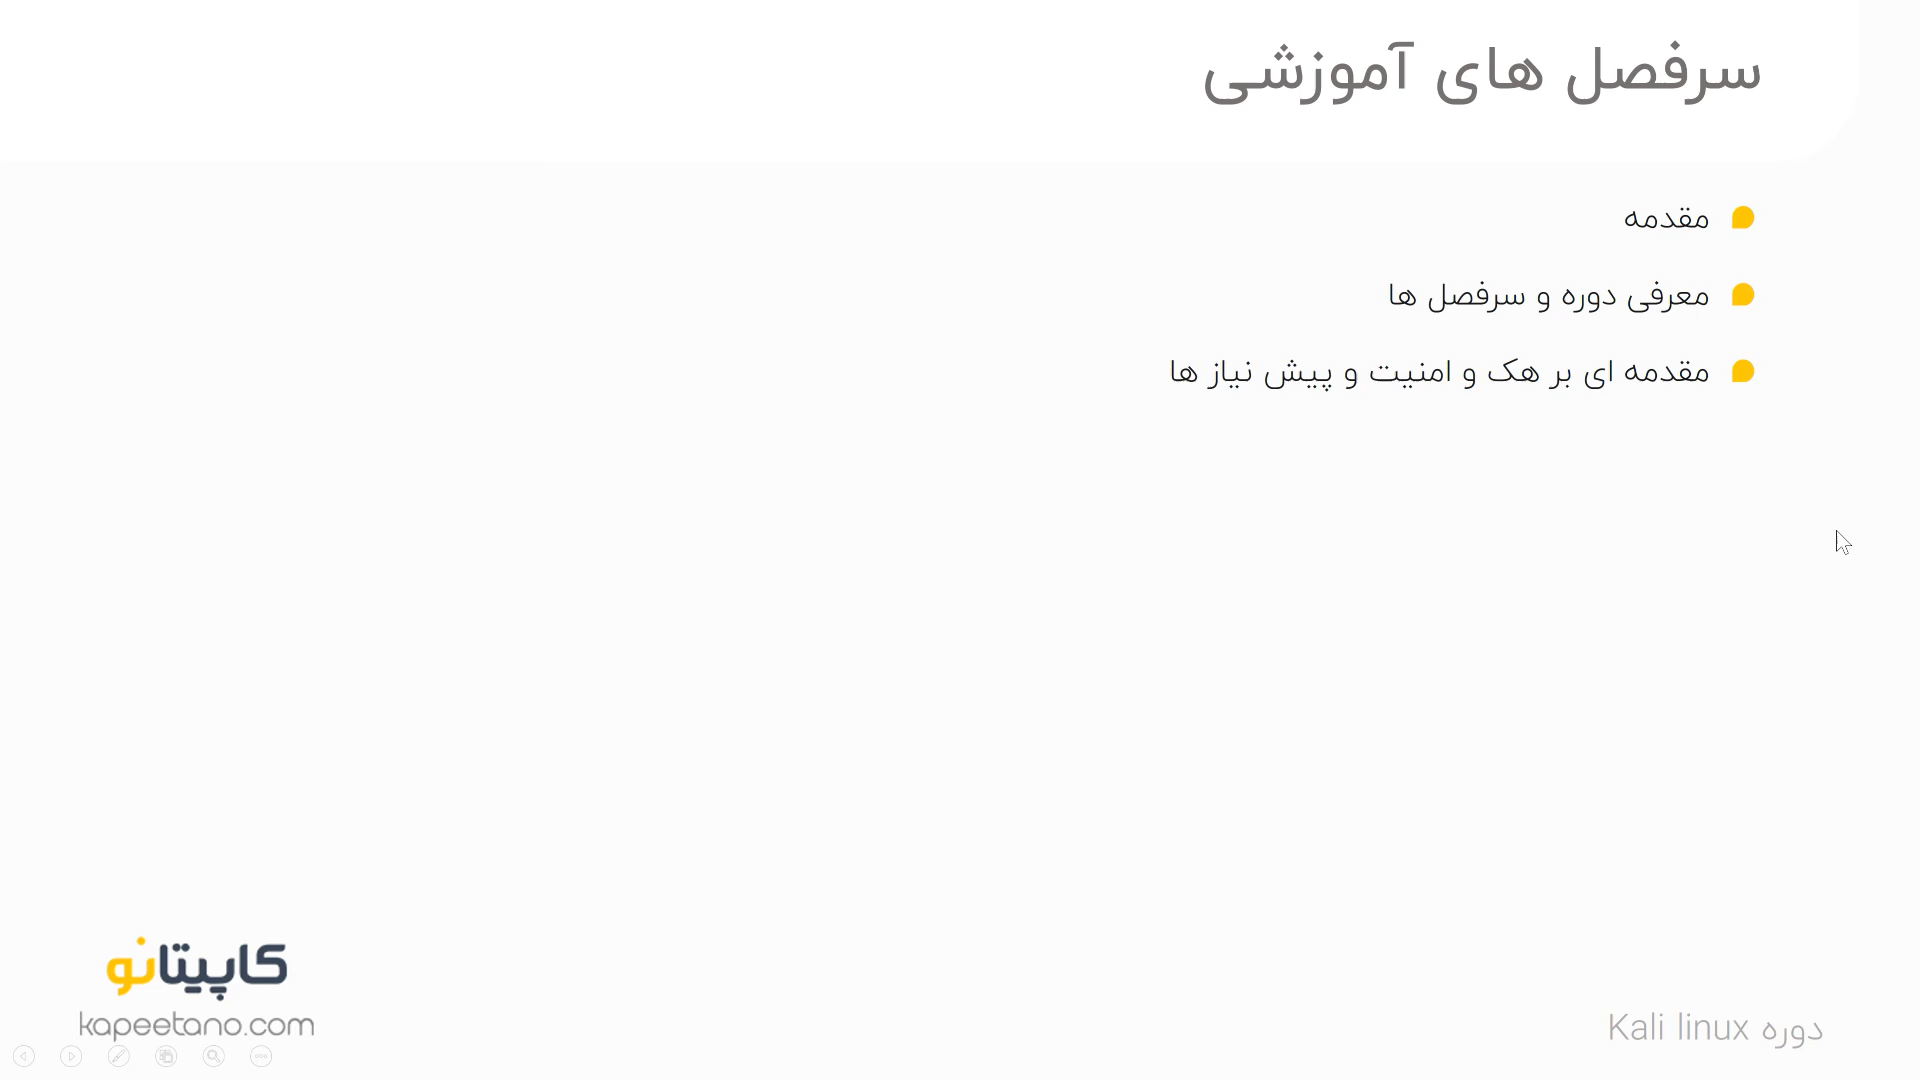 سرفصل های آموزشی
مقدمه
معرفی دوره و سرفصل ها
مقدمه ای بر هک و امنیت و پیش نیاز ها
کاپیتانو
kapeetano.com
دوره Kali linux